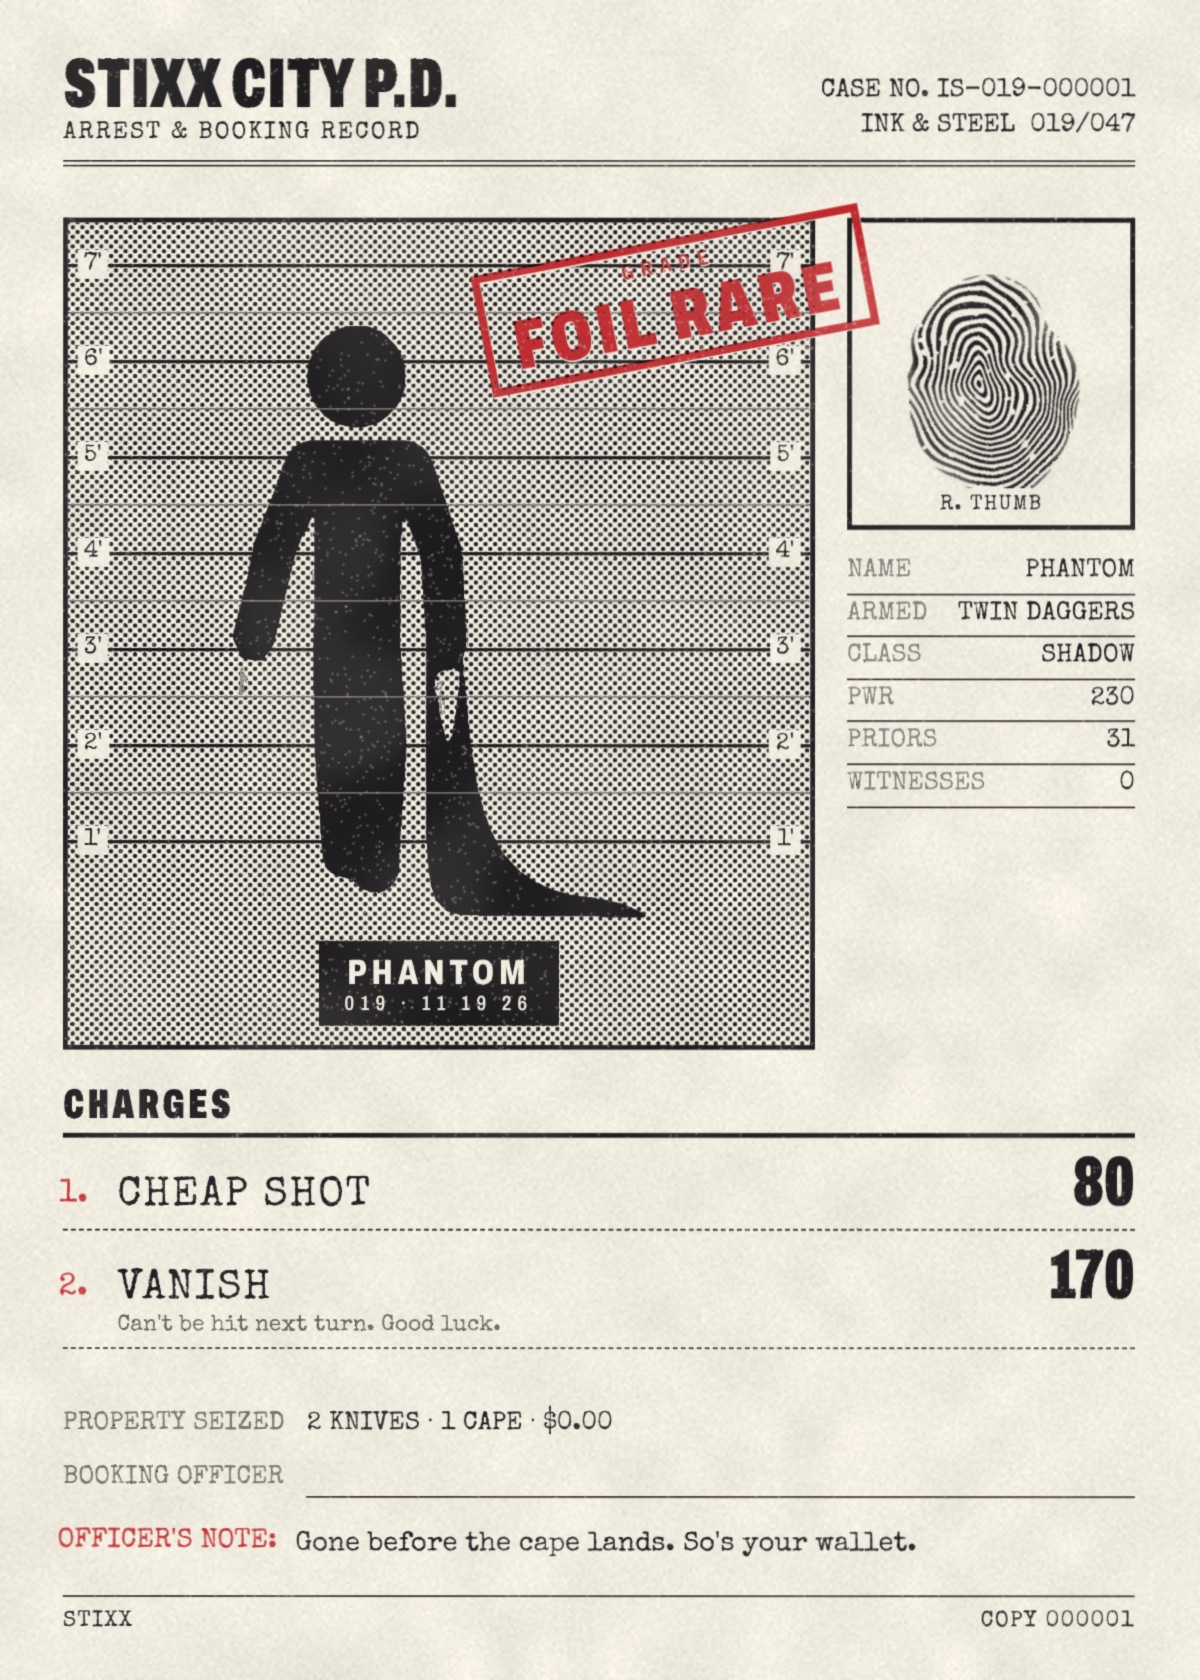 STIXX CITY P.D.
ARREST & BOOKING RECORD
CASE NO. IS-019-000001
INK & STEEL 019/047
GRADE
FOIL RARE
7' 7'
6' 6'
5' 5'
4' 4'
3' 3'
2' 2'
1' 1'
PHANTOM
019 · 11 19 26
R. THUMB
NAME PHANTOM
ARMED TWIN DAGGERS
CLASS SHADOW
PWR 230
PRIORS 31
WITNESSES 0
CHARGES
1. CHEAP SHOT 80
2. VANISH 170
Can't be hit next turn. Good luck.
PROPERTY SEIZED 2 KNIVES · 1 CAPE · $0.00
BOOKING OFFICER
OFFICER'S NOTE: Gone before the cape lands. So's your wallet.
STIXX COPY 000001